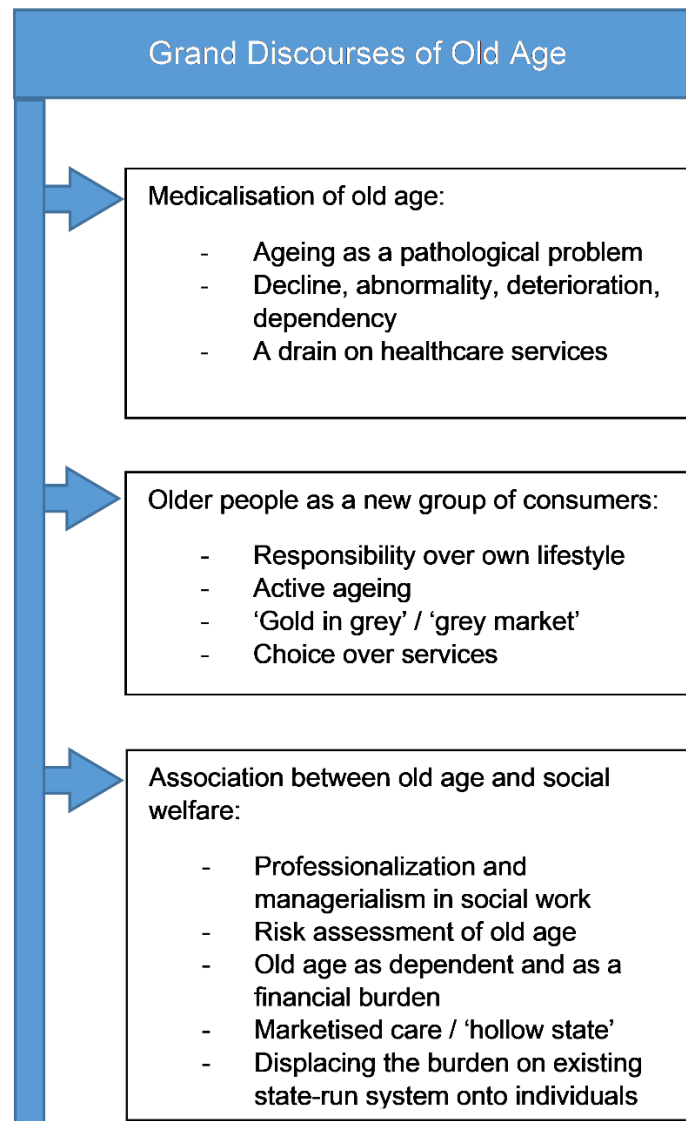 Grand Discourses of Old Age
Medicalisation of old age:
- Ageing as a pathological problem
- Decline, abnormality, deterioration,
dependency
- A drain on healthcare services
Older people as a new group of consumers:
- Responsibility over own lifestyle
- Active ageing
- ‘Gold in grey’ / ‘grey market’
- Choice over services
Association between old age and social
welfare:
- Professionalization and
managerialism in social work
- Risk assessment of old age
- Old age as dependent and as a
financial burden
- Marketised care / ‘hollow state’
- Displacing the burden on existing
state-run system onto individuals